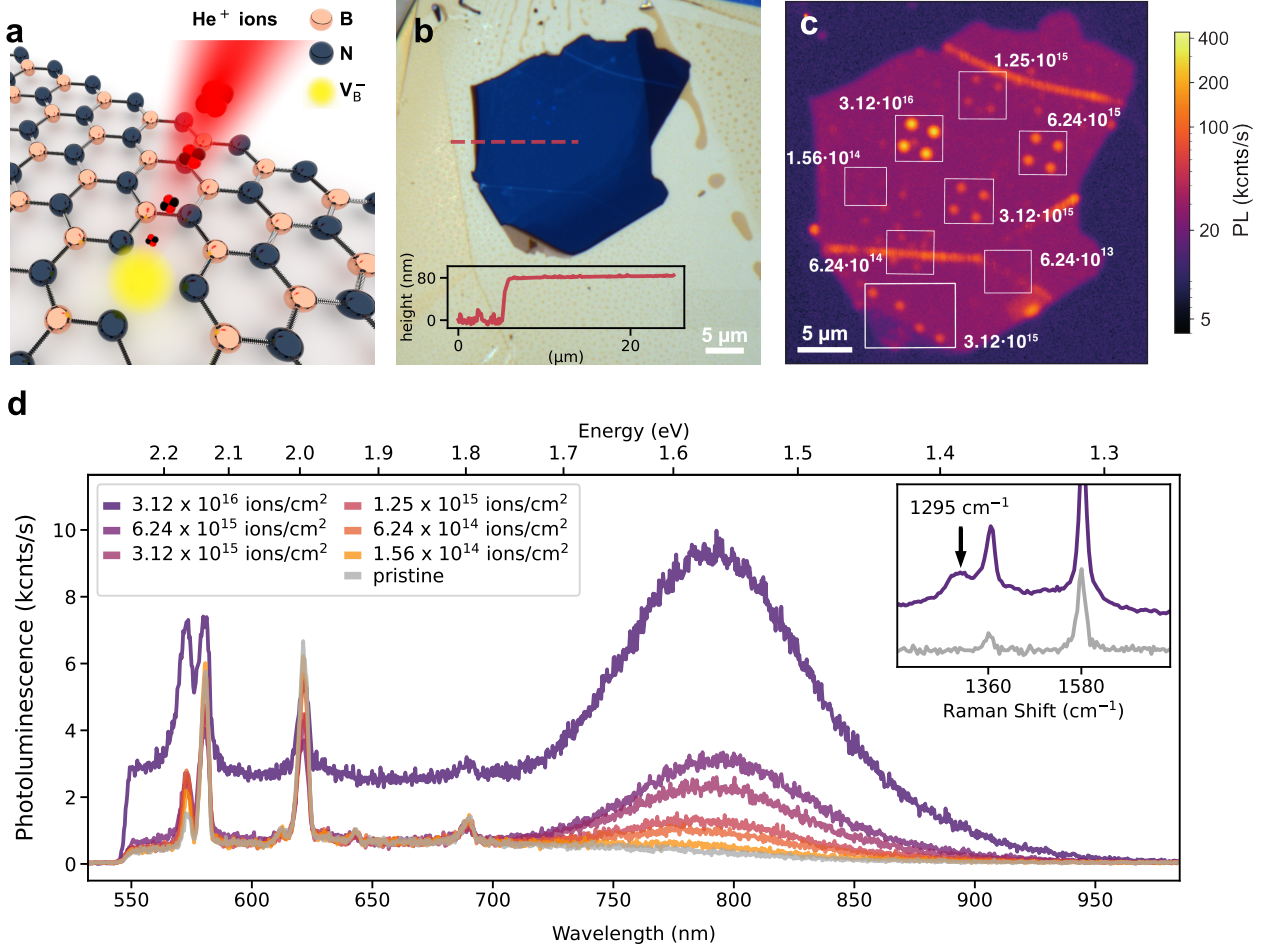 a
He⁺ ions
B
N
V_B⁻
b
height (nm)
80
0
0
20
(μm)
5 μm
c
1.25·10¹⁵
3.12·10¹⁶
6.24·10¹⁵
1.56·10¹⁴
3.12·10¹⁵
6.24·10¹⁴
6.24·10¹³
3.12·10¹⁵
5 μm
400
200
100
20
5
PL (kcnts/s)
d
Energy (eV)
2.2 2.1 2.0 1.9 1.8 1.7 1.6 1.5 1.4 1.3
3.12 x 10¹⁶ ions/cm²
6.24 x 10¹⁵ ions/cm²
3.12 x 10¹⁵ ions/cm²
1.25 x 10¹⁵ ions/cm²
6.24 x 10¹⁴ ions/cm²
1.56 x 10¹⁴ ions/cm²
pristine
1295 cm⁻¹
1360 1580
Raman Shift (cm⁻¹)
Photoluminescence (kcnts/s)
10
8
6
4
2
0
550 600 650 700 750 800 850 900 950
Wavelength (nm)